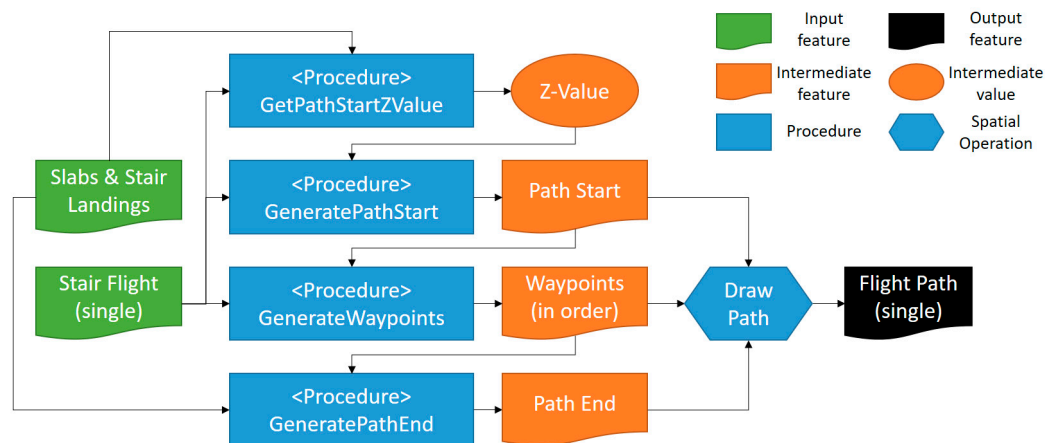 <Procedure>
GetPathStartZValue
Z-Value
Input
feature
Output
feature
Intermediate
feature
Intermediate
value
Procedure
Spatial
Operation
Slabs & Stair
Landings
<Procedure>
GeneratePathStart
Path Start
Stair Flight
(single)
<Procedure>
GenerateWaypoints
Waypoints
(in order)
Draw
Path
Flight Path
(single)
<Procedure>
GeneratePathEnd
Path End